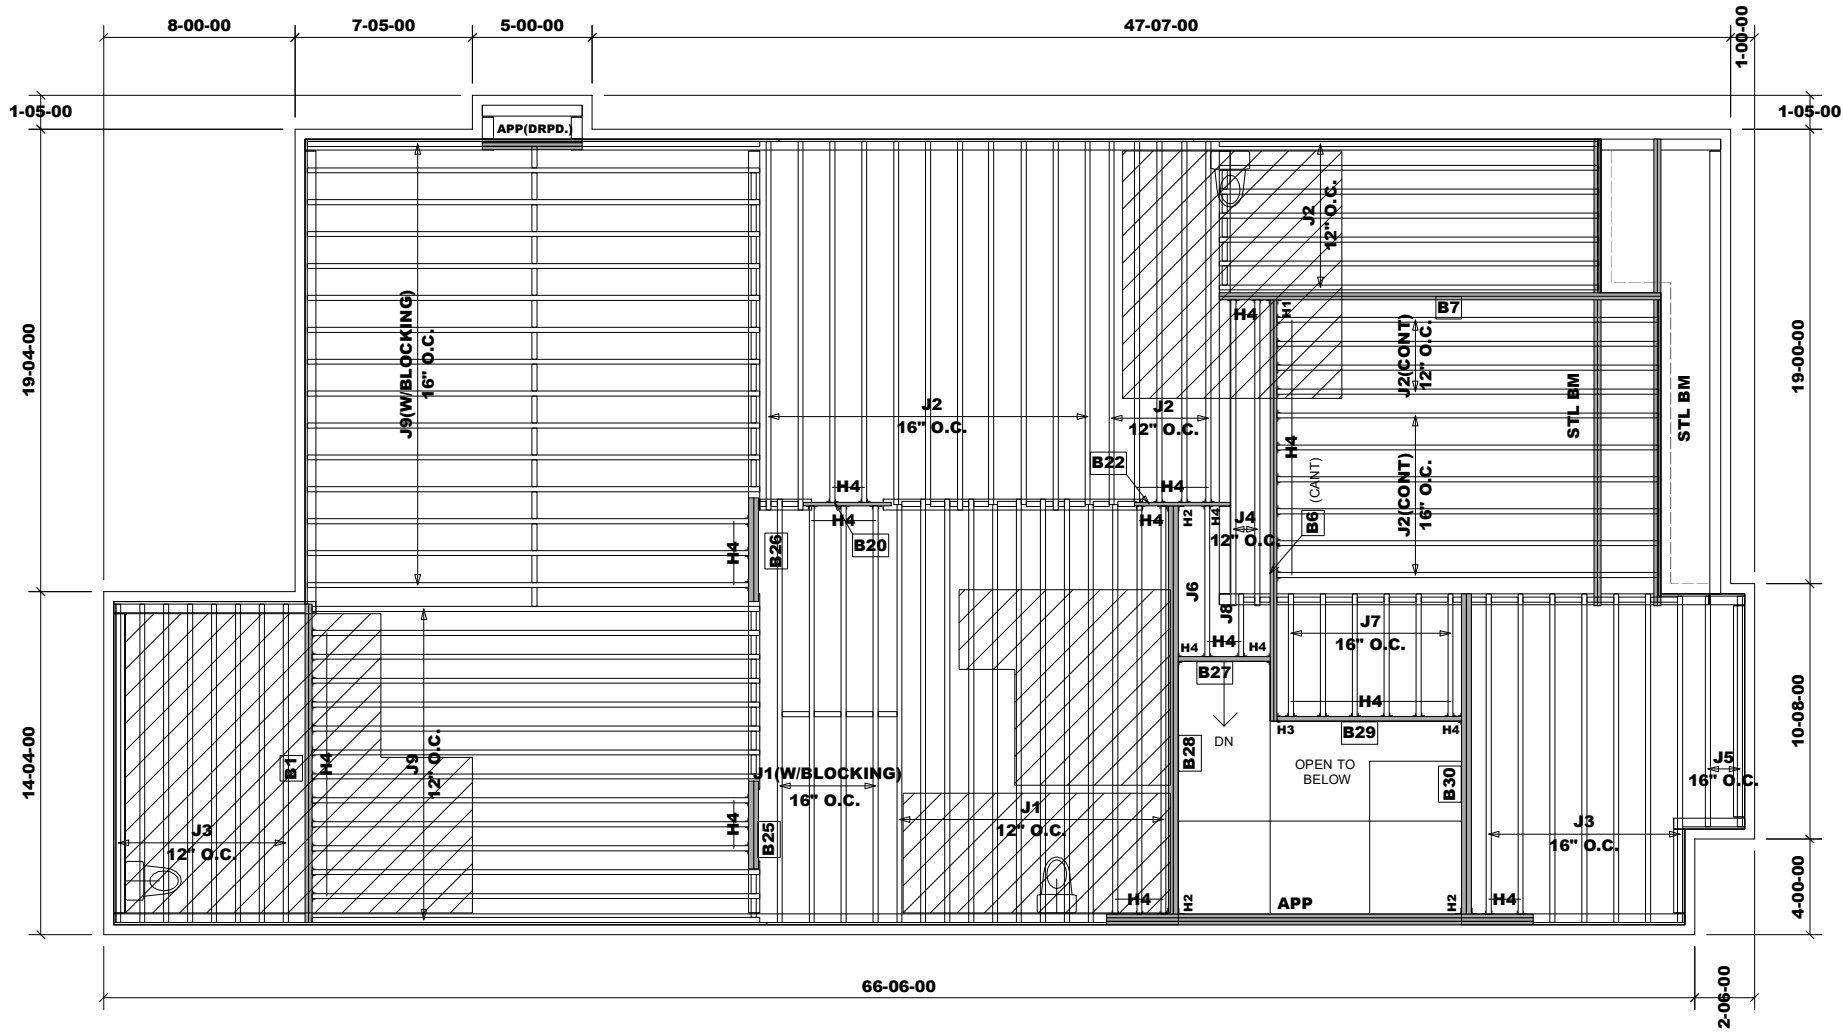 8-00-00
7-05-00
5-00-00
47-07-00
1-00-00
1-05-00
1-05-00
APP(DRPD.)
19-04-00
19-00-00
14-04-00
10-08-00
4-00-00
66-06-00
2-06-00
J9(W/BLOCKING)
16" O.C.
J2
16" O.C.
J2
12" O.C.
J2
12" O.C.
H4
H1
B7
J2(CONT)
12" O.C.
STL BM
STL BM
H4
B6 (CANT)
J2(CONT)
16" O.C.
B22
H4
H4
H4
H4
B20
B26
H4
H2
H4
J4
12" O.C.
J6
J8
H4
H4
H4
B27
J7
16" O.C.
H4
H3
B29
H4
DN
B28
OPEN TO
BELOW
B30
J5
16" O.C.
B1
H4
J9
12" O.C.
J1(W/BLOCKING)
16" O.C.
H4
B25
J1
12" O.C.
J3
12" O.C.
J3
16" O.C.
H4
H2
APP
H2
H4